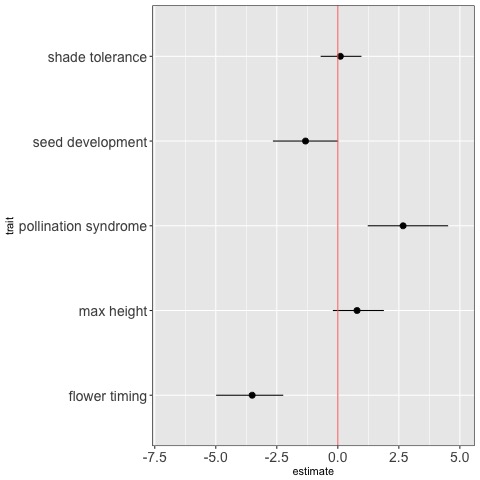 shade tolerance
seed development
pollination syndrome
max height
flower timing
trait
-7.5 -5.0 -2.5 0.0 2.5 5.0
estimate